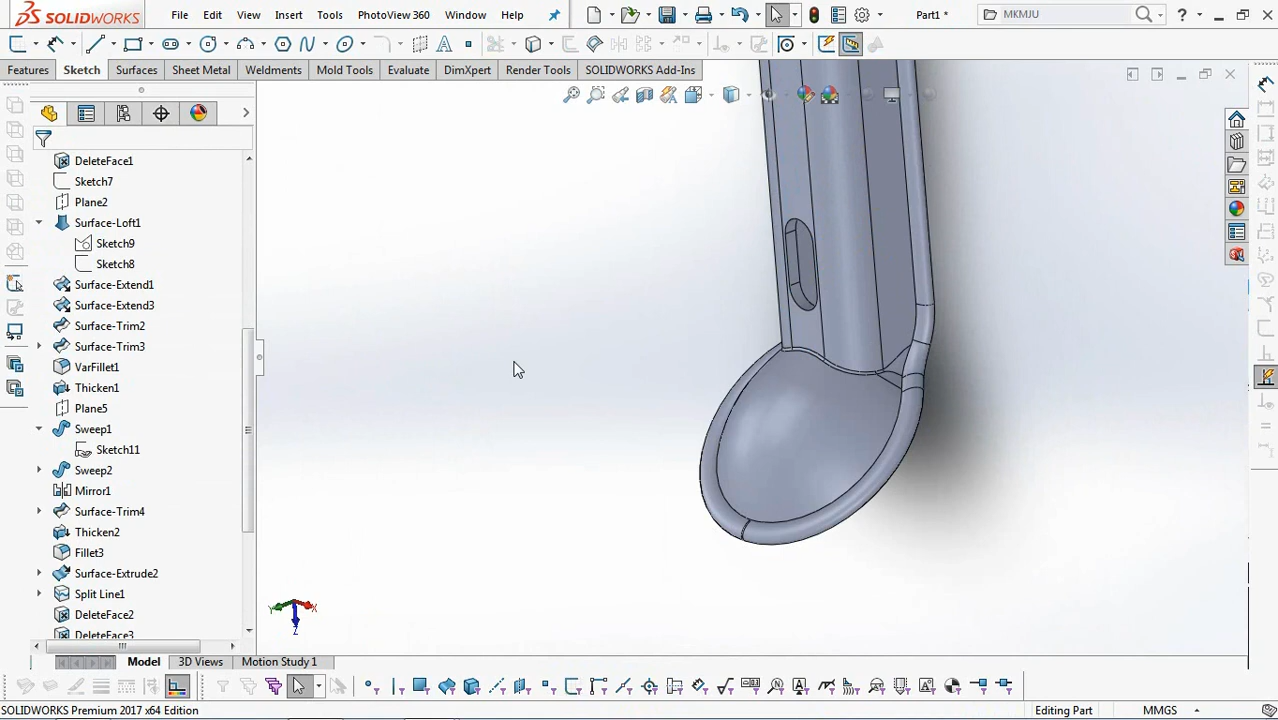 SOLIDWORKS File Edit View Insert Tools PhotoView 360 Window Help Part1 * MKMJU ?
Features Sketch Surfaces Sheet Metal Weldments Mold Tools Evaluate DimXpert Render Tools SOLIDWORKS Add-Ins
DeleteFace1
Sketch7
Plane2
Surface-Loft1
Sketch9
Sketch8
Surface-Extend1
Surface-Extend3
Surface-Trim2
Surface-Trim3
VarFillet1
Thicken1
Plane5
Sweep1
Sketch11
Sweep2
Mirror1
Surface-Trim4
Thicken2
Fillet3
Surface-Extrude2
Split Line1
DeleteFace2
DeleteFace3
Y X
Z
Model 3D Views Motion Study 1
SOLIDWORKS Premium 2017 x64 Edition Editing Part MMGS